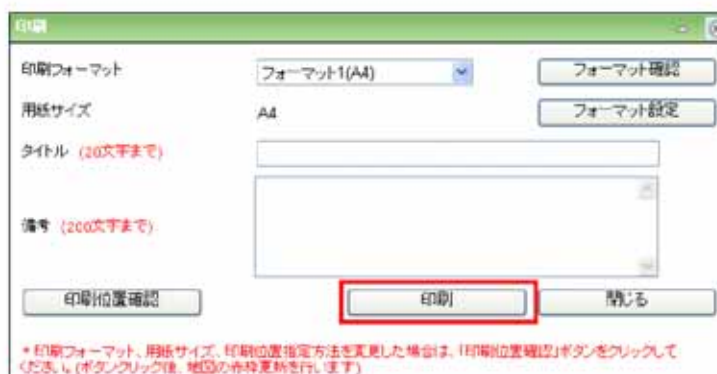 印刷
印刷フォーマット フォーマット1(A4) フォーマット確認
用紙サイズ A4 フォーマット設定
タイトル (20文字まで)
備考 (200文字まで)
印刷位置確認 印刷 閉じる
* 印刷フォーマット、用紙サイズ、印刷位置指定方法を変更した場合は、「印刷位置確認」ボタンをクリックして
ください。(ボタンクリック後、地図の赤枠更新を行います)